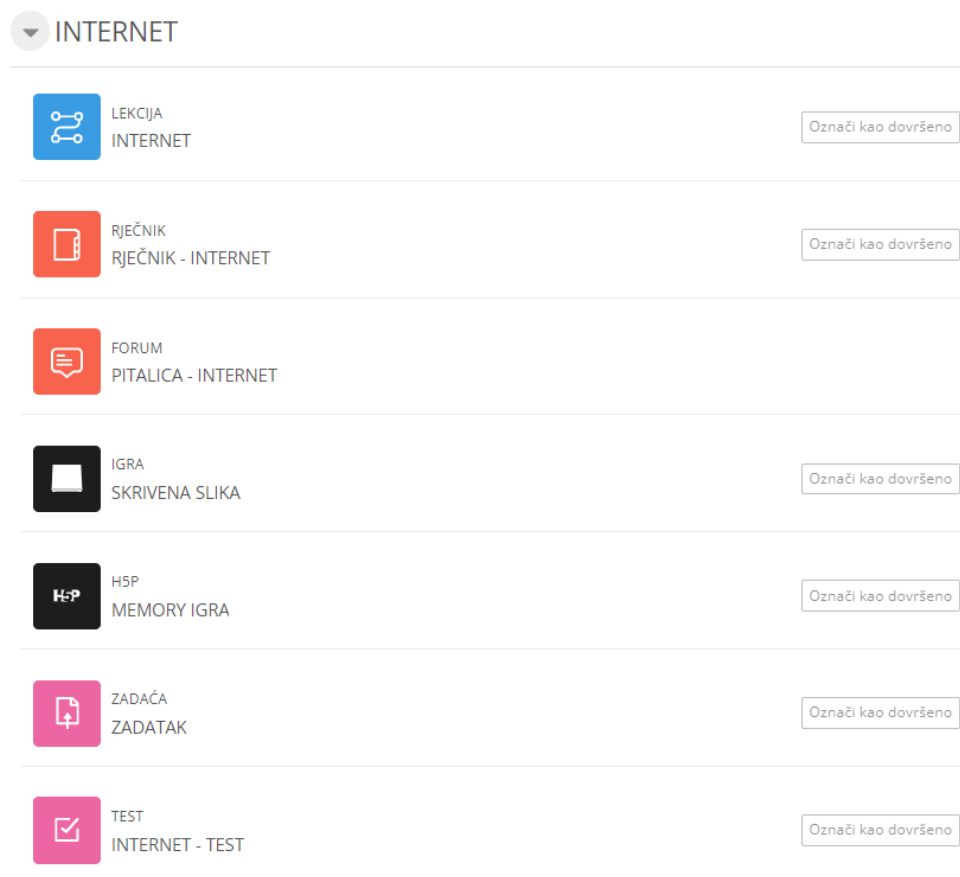 INTERNET
LEKCIJA
INTERNET
Označi kao dovršeno
RJEČNIK
RJEČNIK - INTERNET
Označi kao dovršeno
FORUM
PITALICA - INTERNET
IGRA
SKRIVENA SLIKA
Označi kao dovršeno
H5P
H5P
MEMORY IGRA
Označi kao dovršeno
ZADAĆA
ZADATAK
Označi kao dovršeno
TEST
INTERNET - TEST
Označi kao dovršeno